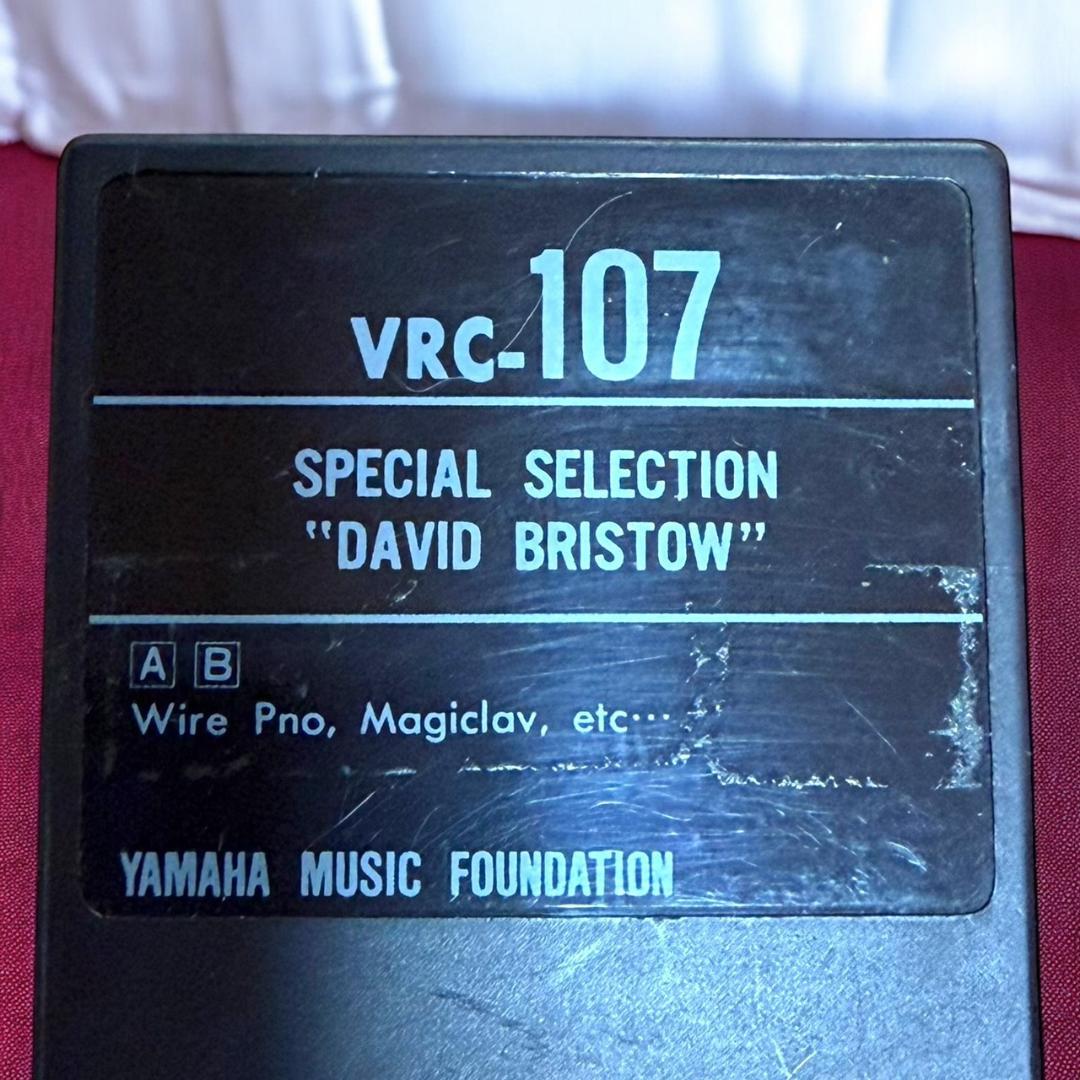 VRC-107
SPECIAL SELECTION
"DAVID BRISTOW"
A B
Wire Pno, Magiclav, etc···
YAMAHA MUSIC FOUNDATION